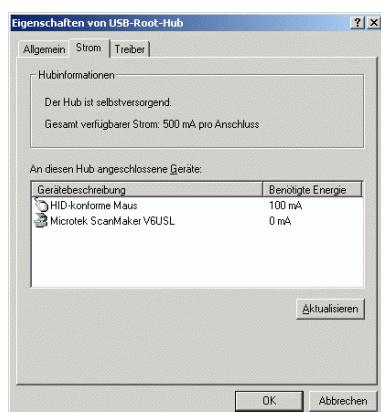 Eigenschaften von USB-Root-Hub
Allgemein Strom Treiber
Hubinformationen
Der Hub ist selbstversorgend.
Gesamt verfügbarer Strom: 500 mA pro Anschluss
An diesen Hub angeschlossene Geräte:
Gerätebeschreibung Benötigte Energie
HID-konforme Maus 100 mA
Microtek ScanMaker V6USL 0 mA
Aktualisieren
OK Abbrechen